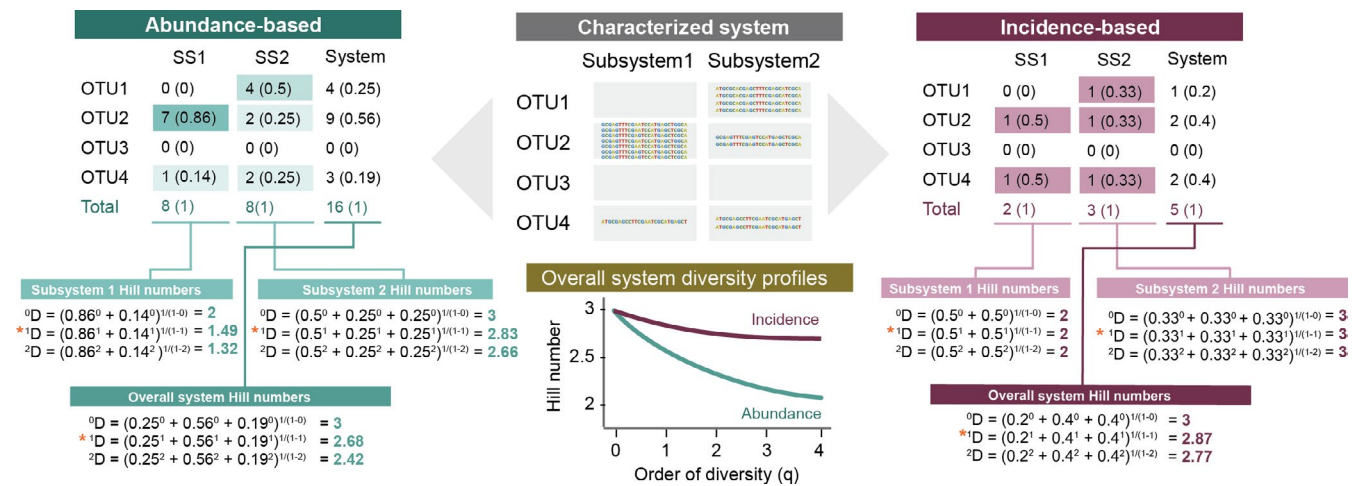 Abundance-based
SS1 SS2 System
OTU1 0 (0) 4 (0.5) 4 (0.25)
OTU2 7 (0.86) 2 (0.25) 9 (0.56)
OTU3 0 (0) 0 (0) 0 (0)
OTU4 1 (0.14) 2 (0.25) 3 (0.19)
Total 8 (1) 8(1) 16 (1)
Subsystem 1 Hill numbers
⁰D = (0.86⁰ + 0.14⁰)¹/⁽¹⁻⁰⁾ = 2
*¹D = (0.86¹ + 0.14¹)¹/⁽¹⁻¹⁾ = 1.49
²D = (0.86² + 0.14²)¹/⁽¹⁻²⁾ = 1.32
Subsystem 2 Hill numbers
⁰D = (0.5⁰ + 0.25⁰ + 0.25⁰)¹/⁽¹⁻⁰⁾ = 3
*¹D = (0.5¹ + 0.25¹ + 0.25¹)¹/⁽¹⁻¹⁾ = 2.83
²D = (0.5² + 0.25² + 0.25²)¹/⁽¹⁻²⁾ = 2.66
Overall system Hill numbers
⁰D = (0.25⁰ + 0.56⁰ + 0.19⁰)¹/⁽¹⁻⁰⁾ = 3
*¹D = (0.25¹ + 0.56¹ + 0.19¹)¹/⁽¹⁻¹⁾ = 2.68
²D = (0.25² + 0.56² + 0.19²)¹/⁽¹⁻²⁾ = 2.42
Characterized system
Subsystem1 Subsystem2
OTU1
OTU2
OTU3
OTU4
Overall system diversity profiles
Hill number
3
2.5
2
Incidence
Abundance
0 1 2 3 4
Order of diversity (q)
Incidence-based
SS1 SS2 System
OTU1 0 (0) 1 (0.33) 1 (0.2)
OTU2 1 (0.5) 1 (0.33) 2 (0.4)
OTU3 0 (0) 0 (0) 0 (0)
OTU4 1 (0.5) 1 (0.33) 2 (0.4)
Total 2 (1) 3 (1) 5 (1)
Subsystem 1 Hill numbers
⁰D = (0.5⁰ + 0.5⁰)¹/⁽¹⁻⁰⁾ = 2
*¹D = (0.5¹ + 0.5¹)¹/⁽¹⁻¹⁾ = 2
²D = (0.5² + 0.5²)¹/⁽¹⁻²⁾ = 2
Subsystem 2 Hill numbers
⁰D = (0.33⁰ + 0.33⁰ + 0.33⁰)¹/⁽¹⁻⁰⁾ = 3
*¹D = (0.33¹ + 0.33¹ + 0.33¹)¹/⁽¹⁻¹⁾ = 3
²D = (0.33² + 0.33² + 0.33²)¹/⁽¹⁻²⁾ = 3
Overall system Hill numbers
⁰D = (0.2⁰ + 0.4⁰ + 0.4⁰)¹/⁽¹⁻⁰⁾ = 3
*¹D = (0.2¹ + 0.4¹ + 0.4¹)¹/⁽¹⁻¹⁾ = 2.87
²D = (0.2² + 0.4² + 0.4²)¹/⁽¹⁻²⁾ = 2.77